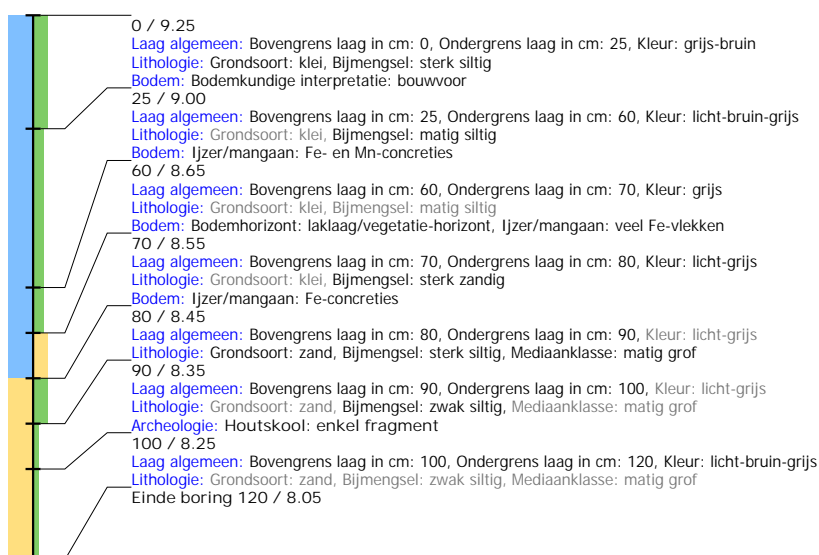 0 / 9.25
Laag algemeen: Bovengrens laag in cm: 0, Ondergrens laag in cm: 25, Kleur: grijs-bruin
Lithologie: Grondsoort: klei, Bijmengsel: sterk siltig
Bodem: Bodemkundige interpretatie: bouwvoor
25 / 9.00
Laag algemeen: Bovengrens laag in cm: 25, Ondergrens laag in cm: 60, Kleur: licht-bruin-grijs
Lithologie: Grondsoort: klei, Bijmengsel: matig siltig
Bodem: Ijzer/mangaan: Fe- en Mn-concreties
60 / 8.65
Laag algemeen: Bovengrens laag in cm: 60, Ondergrens laag in cm: 70, Kleur: grijs
Lithologie: Grondsoort: klei, Bijmengsel: matig siltig
Bodem: Bodemhorizont: laklaag/vegetatie-horizont, Ijzer/mangaan: veel Fe-vlekken
70 / 8.55
Laag algemeen: Bovengrens laag in cm: 70, Ondergrens laag in cm: 80, Kleur: licht-grijs
Lithologie: Grondsoort: klei, Bijmengsel: sterk zandig
Bodem: Ijzer/mangaan: Fe-concreties
80 / 8.45
Laag algemeen: Bovengrens laag in cm: 80, Ondergrens laag in cm: 90, Kleur: licht-grijs
Lithologie: Grondsoort: zand, Bijmengsel: sterk siltig, Mediaanklasse: matig grof
90 / 8.35
Laag algemeen: Bovengrens laag in cm: 90, Ondergrens laag in cm: 100, Kleur: licht-grijs
Lithologie: Grondsoort: zand, Bijmengsel: zwak siltig, Mediaanklasse: matig grof
Archeologie: Houtskool: enkel fragment
100 / 8.25
Laag algemeen: Bovengrens laag in cm: 100, Ondergrens laag in cm: 120, Kleur: licht-bruin-grijs
Lithologie: Grondsoort: zand, Bijmengsel: zwak siltig, Mediaanklasse: matig grof
Einde boring 120 / 8.05